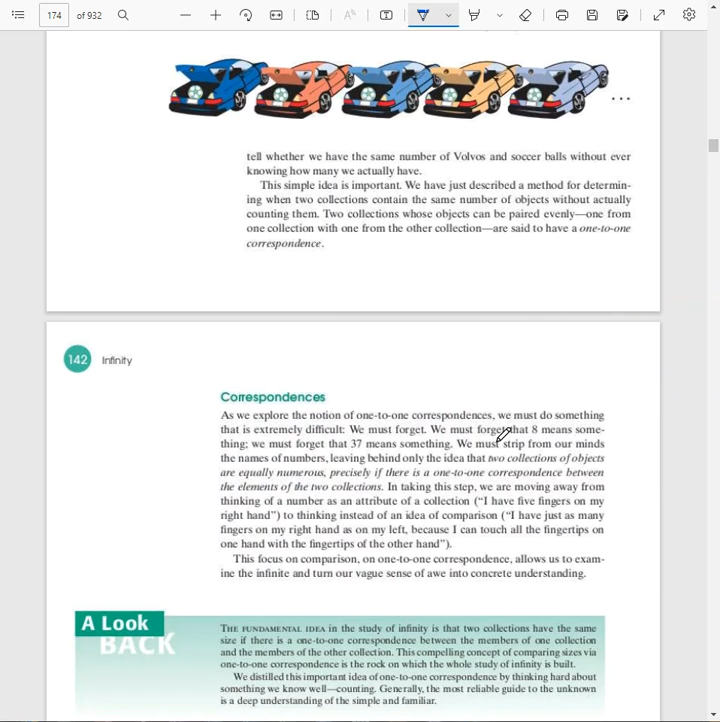 174 of 932
...
tell whether we have the same number of Volvos and soccer balls without ever
knowing how many we actually have.
This simple idea is important. We have just described a method for determin-
ing when two collections contain the same number of objects without actually
counting them. Two collections whose objects can be paired evenly—one from
one collection with one from the other collection—are said to have a one-to-one
correspondence.
142 Infinity
Correspondences
As we explore the notion of one-to-one correspondences, we must do something
that is extremely difficult: We must forget. We must forget that 8 means some-
thing; we must forget that 37 means something. We must strip from our minds
the names of numbers, leaving behind only the idea that two collections of objects
are equally numerous, precisely if there is a one-to-one correspondence between
the elements of the two collections. In taking this step, we are moving away from
thinking of a number as an attribute of a collection (“I have five fingers on my
right hand”) to thinking instead of an idea of comparison (“I have just as many
fingers on my right hand as on my left, because I can touch all the fingertips on
one hand with the fingertips of the other hand”).
This focus on comparison, on one-to-one correspondence, allows us to exam-
ine the infinite and turn our vague sense of awe into concrete understanding.
A Look
BACK
THE FUNDAMENTAL IDEA in the study of infinity is that two collections have the same
size if there is a one-to-one correspondence between the members of one collection
and the members of the other collection. This compelling concept of comparing sizes via
one-to-one correspondence is the rock on which the whole study of infinity is built.
We distilled this important idea of one-to-one correspondence by thinking hard about
something we know well—counting. Generally, the most reliable guide to the unknown
is a deep understanding of the simple and familiar.